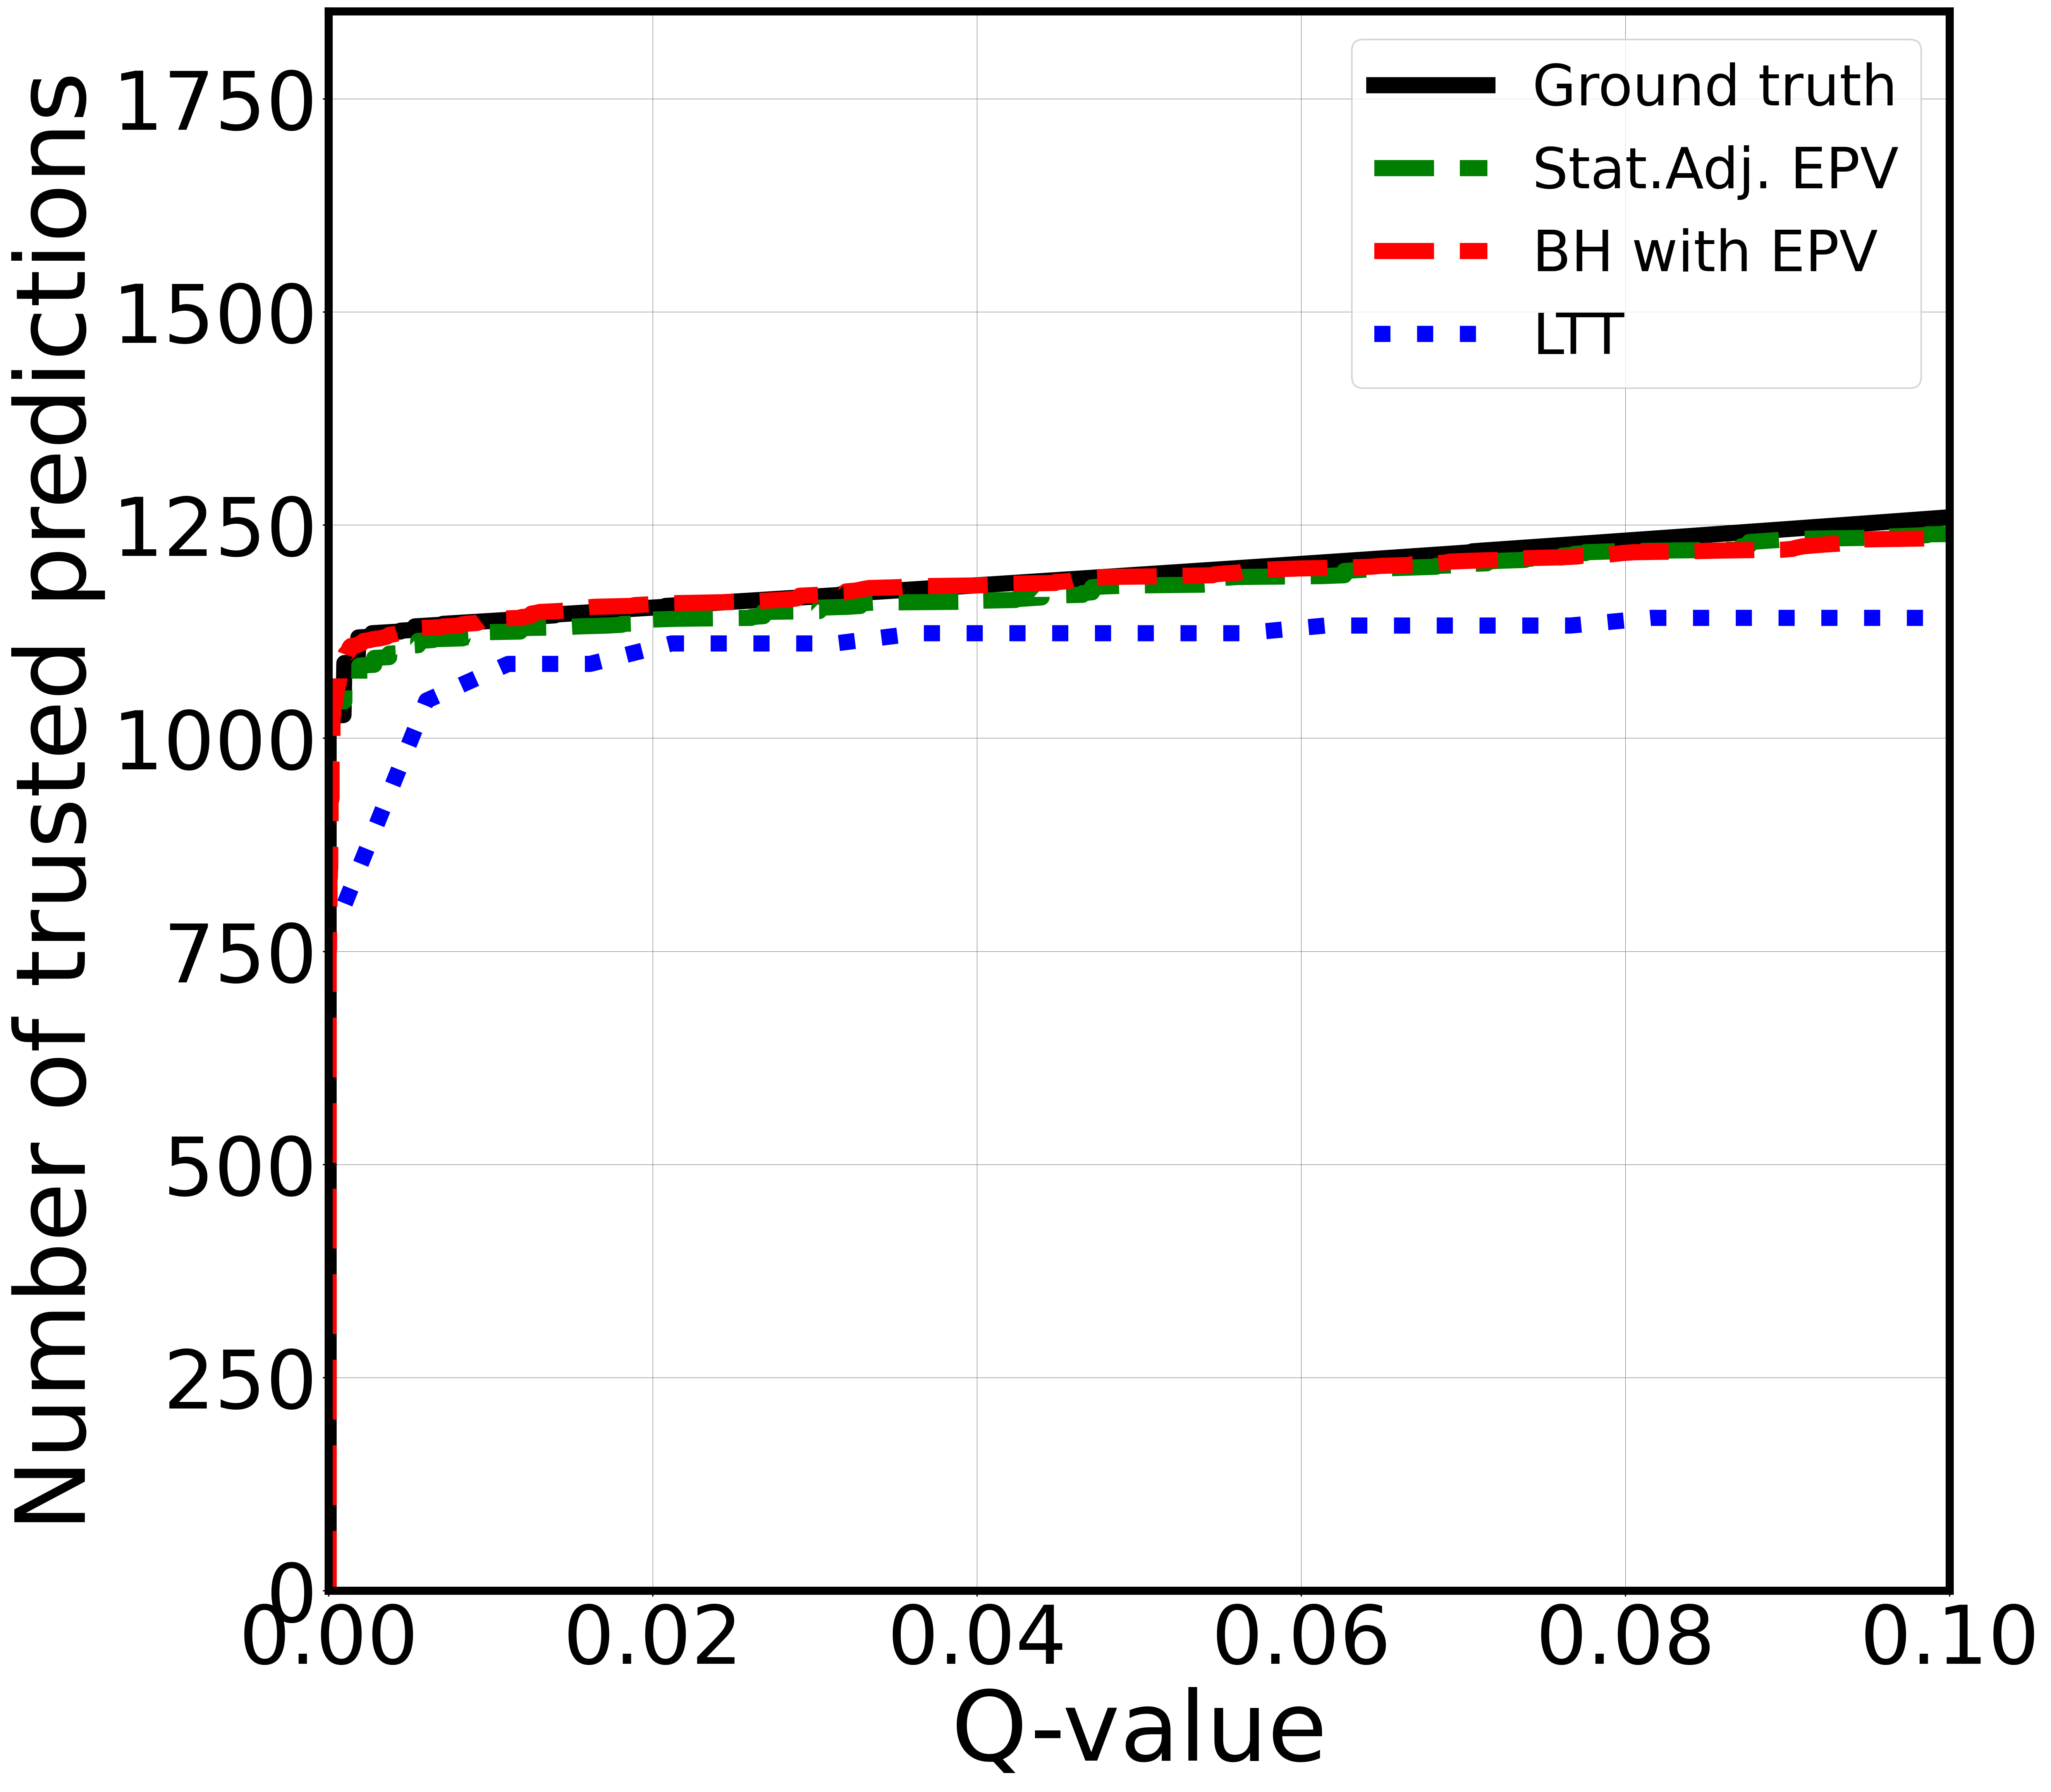 Number of trusted predictions
1750
1500
1250
1000
750
500
250
0
Ground truth
Stat.Adj. EPV
BH with EPV
LTT
0.00 0.02 0.04 0.06 0.08 0.10
Q-value